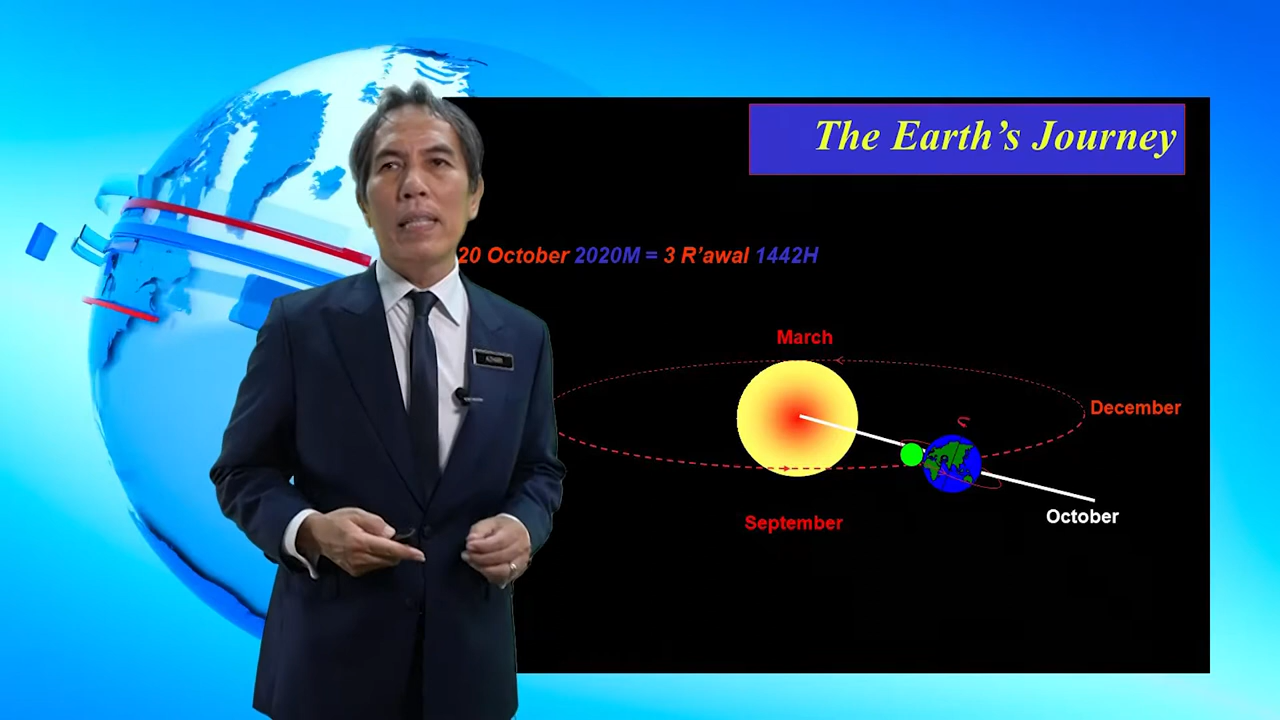 The Earth's Journey
20 October 2020M = 3 R'awal 1442H
March
December
October
September